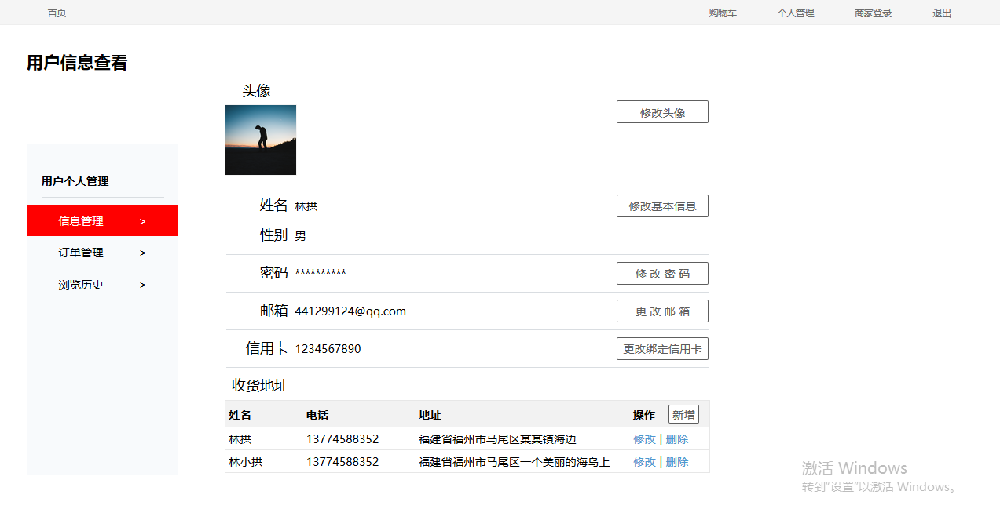 首页 购物车 个人管理 商家登录 退出
用户信息查看
头像
修改头像
用户个人管理
信息管理 >
订单管理 >
浏览历史 >
姓名 林拱 修改基本信息
性别 男
密码 ********** 修 改 密 码
邮箱 441299124@qq.com 更 改 邮 箱
信用卡 1234567890 更改绑定信用卡
收货地址
姓名 电话 地址 操作 新增
林拱 13774588352 福建省福州市马尾区某某镇海边 修改 | 删除
林小拱 13774588352 福建省福州市马尾区一个美丽的海岛上 修改 | 删除
激活 Windows
转到“设置”以激活 Windows。